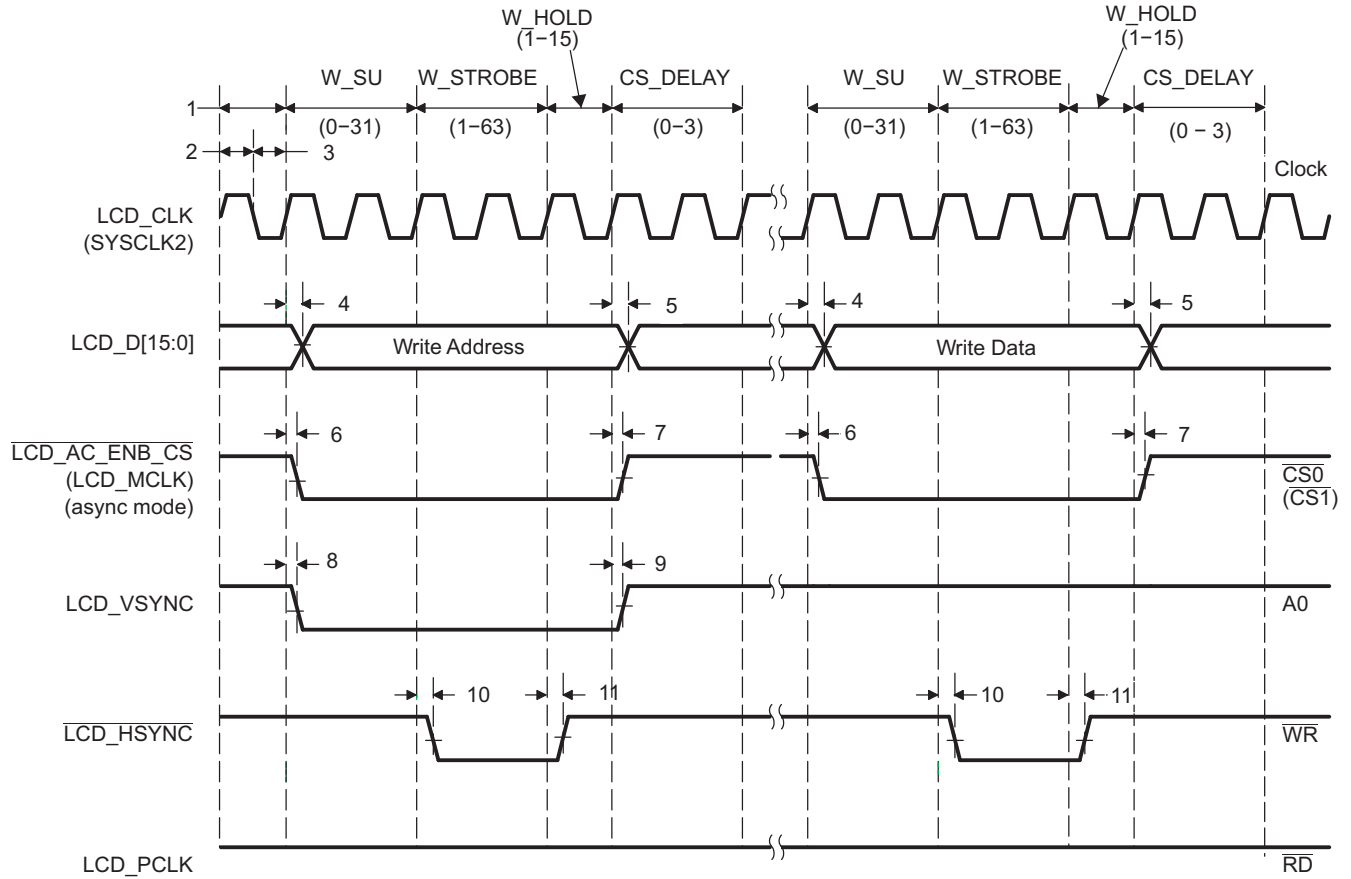 W_HOLD
(1−15)
W_HOLD
(1−15)
W_SU W_STROBE CS_DELAY W_SU W_STROBE CS_DELAY
1
(0−31) (1−63) (0−3) (0−31) (1−63) (0 − 3)
2 3
Clock
LCD_CLK
(SYSCLK2)
4 5 4 5
LCD_D[15:0] Write Address Write Data
6 7 6 7
LCD_AC_ENB_CS
(LCD_MCLK)
(async mode)
CS0
(CS1)
8 9
LCD_VSYNC A0
10 11 10 11
LCD_HSYNC WR
LCD_PCLK RD